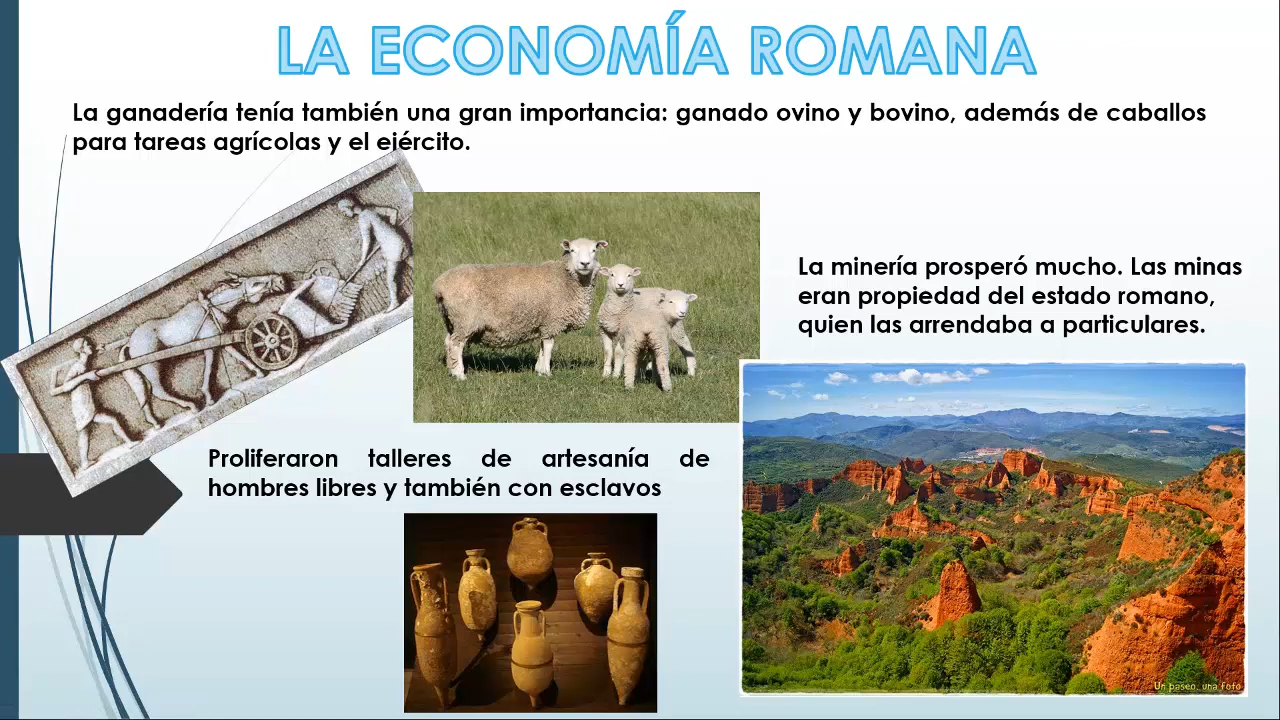 LA ECONOMÍA ROMANA
La ganadería tenía también una gran importancia: ganado ovino y bovino, además de caballos
para tareas agrícolas y el ejército.
La minería prosperó mucho. Las minas
eran propiedad del estado romano,
quien las arrendaba a particulares.
Proliferaron talleres de artesanía de
hombres libres y también con esclavos
Un paseo, una foto